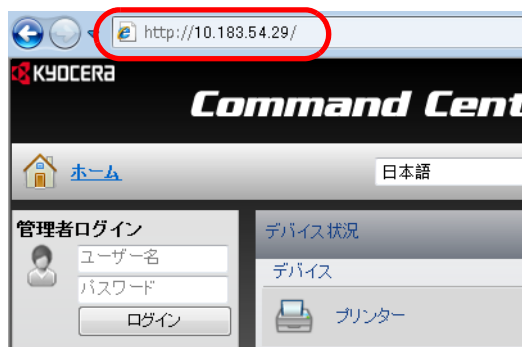 http://10.183.54.29/
KYOCERA
Command Cent
ホーム
日本語
管理者ログイン
ユーザー名
パスワード
ログイン
デバイス状況
デバイス
プリンター